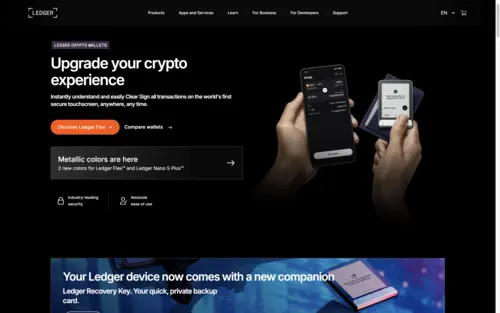 LEDGER
Products Apps and Services Learn For Business For Developers Support
EN
LEDGER CRYPTO WALLETS
Upgrade your crypto
experience
Instantly understand and easily Clear Sign all transactions on the world's first
secure touchscreen, anywhere, any time.
Discover Ledger Flex → Compare wallets →
Metallic colors are here
2 new colors for Ledger Flex™ and Ledger Nano S Plus™
Industry-leading
security
Absolute
ease of use
Your Ledger device now comes with a new companion
Ledger Recovery Key. Your quick, private backup
card.